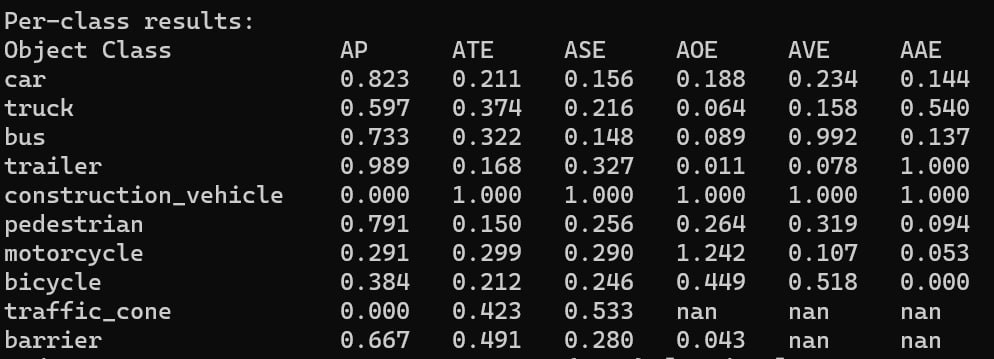 Per-class results:
Object Class AP ATE ASE AOE AVE AAE
car 0.823 0.211 0.156 0.188 0.234 0.144
truck 0.597 0.374 0.216 0.064 0.158 0.540
bus 0.733 0.322 0.148 0.089 0.992 0.137
trailer 0.989 0.168 0.327 0.011 0.078 1.000
construction_vehicle 0.000 1.000 1.000 1.000 1.000 1.000
pedestrian 0.791 0.150 0.256 0.264 0.319 0.094
motorcycle 0.291 0.299 0.290 1.242 0.107 0.053
bicycle 0.384 0.212 0.246 0.449 0.518 0.000
traffic_cone 0.000 0.423 0.533 nan nan nan
barrier 0.667 0.491 0.280 0.043 nan nan